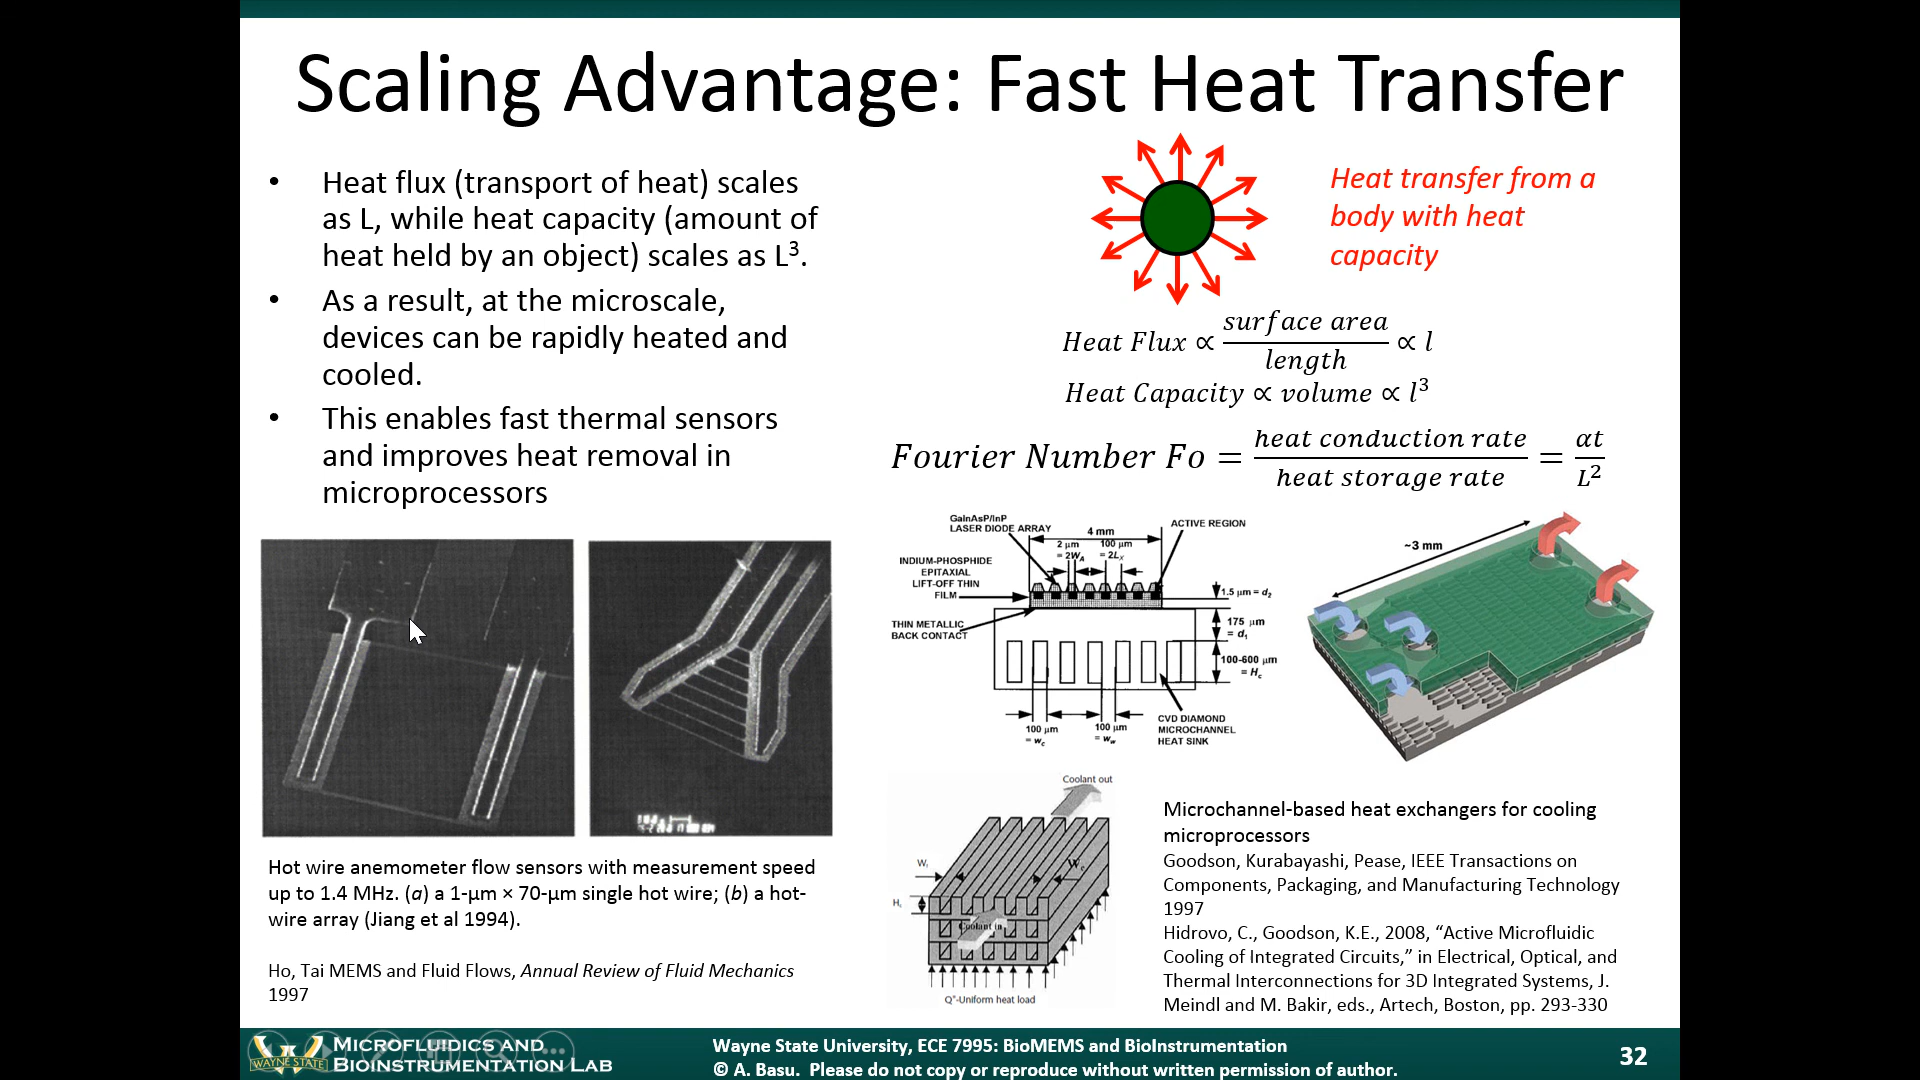 Scaling Advantage: Fast Heat Transfer
• Heat flux (transport of heat) scales
as L, while heat capacity (amount of
heat held by an object) scales as L³.
• As a result, at the microscale,
devices can be rapidly heated and
cooled.
• This enables fast thermal sensors
and improves heat removal in
microprocessors
Heat transfer from a
body with heat
capacity
Heat Flux ∝ surface area / length ∝ l
Heat Capacity ∝ volume ∝ l³
Fourier Number Fo = heat conduction rate / heat storage rate = αt / L²
GaInAsP/InP
LASER DIODE ARRAY
4 mm
ACTIVE REGION
2 μm
= 2W_A
100 μm
= 2L_x
INDIUM-PHOSPHIDE
EPITAXIAL
LIFT-OFF THIN
FILM
1.5 μm = d₂
THIN METALLIC
BACK CONTACT
175 μm
= d₁
100-600 μm
= H_c
100 μm
= w_c
100 μm
= w_w
CVD DIAMOND
MICROCHANNEL
HEAT SINK
~3 mm
Coolant out
W_c
Coolant in
Q"-Uniform heat load
Hot wire anemometer flow sensors with measurement speed
up to 1.4 MHz. (a) a 1-μm × 70-μm single hot wire; (b) a hot-
wire array (Jiang et al 1994).
Ho, Tai MEMS and Fluid Flows, Annual Review of Fluid Mechanics
1997
Microchannel-based heat exchangers for cooling
microprocessors
Goodson, Kurabayashi, Pease, IEEE Transactions on
Components, Packaging, and Manufacturing Technology
1997
Hidrovo, C., Goodson, K.E., 2008, “Active Microfluidic
Cooling of Integrated Circuits,” in Electrical, Optical, and
Thermal Interconnections for 3D Integrated Systems, J.
Meindl and M. Bakir, eds., Artech, Boston, pp. 293-330
WAYNE STATE
MICROFLUIDICS AND
BIOINSTRUMENTATION LAB
Wayne State University, ECE 7995: BioMEMS and BioInstrumentation
© A. Basu. Please do not copy or reproduce without written permission of author.
32